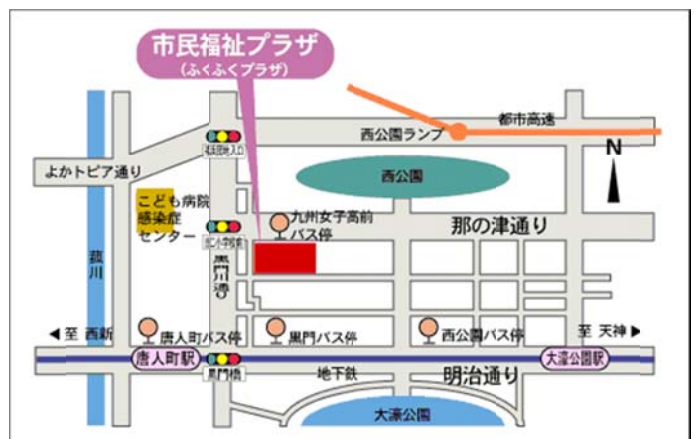 市民福祉プラザ
(ふくふくプラザ)
都市高速
西公園ランプ
N
よかトピア通り
西公園
こども病院
感染症
センター
九州女子高前
バス停
那の津通り
菰川
黒門川通り
至 西新
唐人町バス停
黒門バス停
西公園バス停
至 天神
唐人町駅
黒門橋
地下鉄
明治通り
大濠公園駅
大濠公園